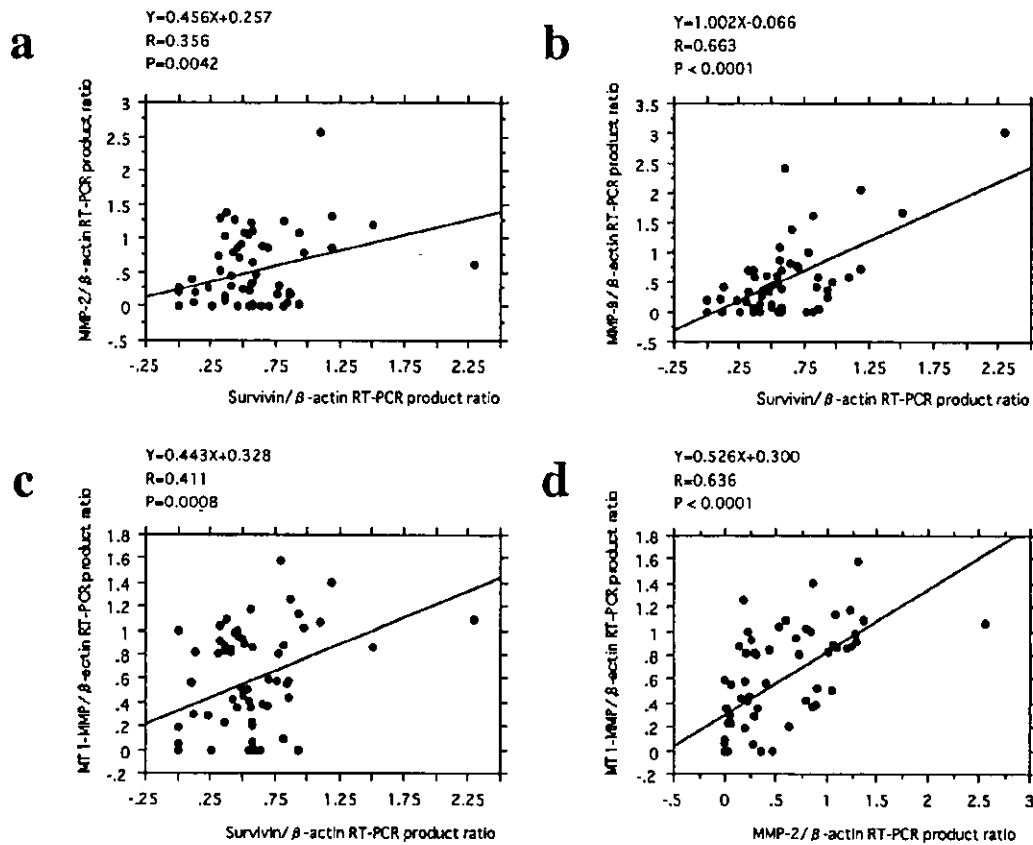 a
Y=0.456X+0.257
R=0.356
P=0.0042
MMP-2/β-actin RT-PCR product ratio
3
2.5
2
1.5
1
.5
0
-.5
-.25 .25 .75 1.25 1.75 2.25
Survivin/β-actin RT-PCR product ratio
b
Y=1.002X-0.066
R=0.663
P<0.0001
MMP-9/β-actin RT-PCR product ratio
3.5
3
2.5
2
1.5
1
.5
0
-.5
-.25 .25 .75 1.25 1.75 2.25
Survivin/β-actin RT-PCR product ratio
c
Y=0.443X+0.328
R=0.411
P=0.0008
MT1-MMP/β-actin RT-PCR product ratio
1.8
1.6
1.4
1.2
1
.8
.6
.4
.2
0
-.2
-.25 .25 .75 1.25 1.75 2.25
Survivin/β-actin RT-PCR product ratio
d
Y=0.526X+0.300
R=0.636
P<0.0001
MT1-MMP/β-actin RT-PCR product ratio
1.8
1.6
1.4
1.2
1
.8
.6
.4
.2
0
-.2
-.5 0 .5 1 1.5 2 2.5 3
MMP-2/β-actin RT-PCR product ratio